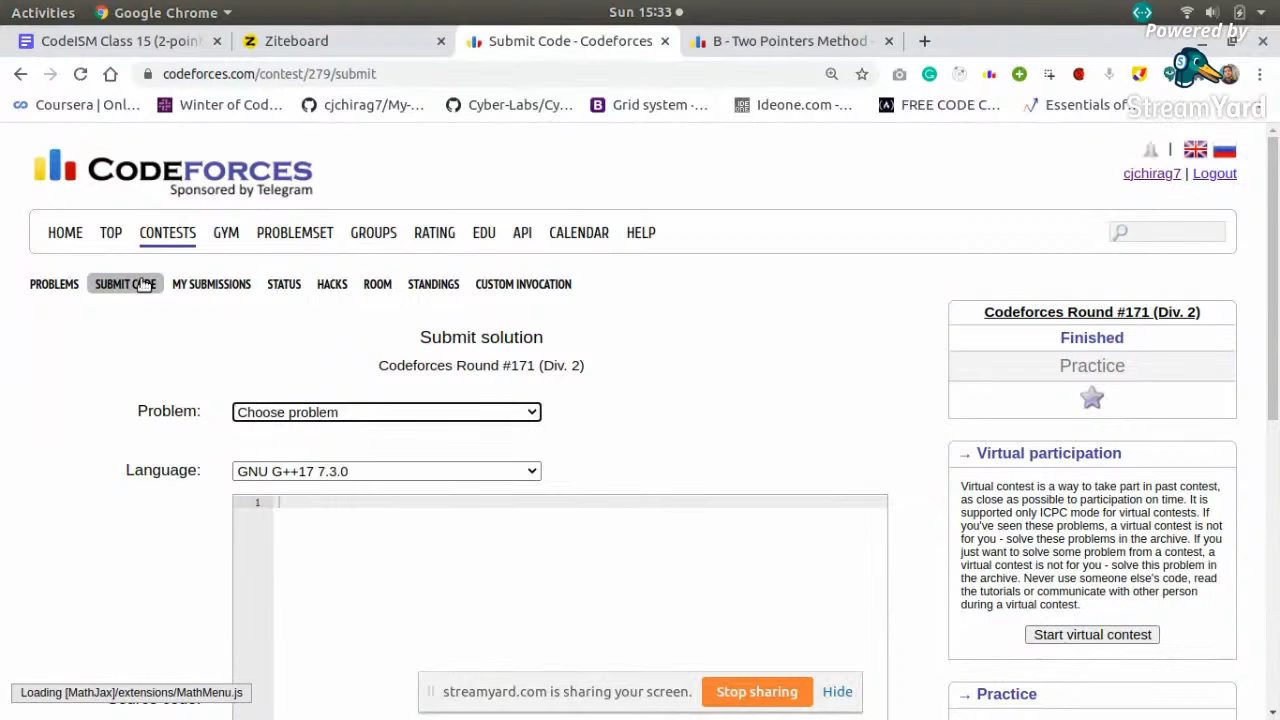 Activities Google Chrome Sun 15:33
Powered by
StreamYard
CodeISM Class 15 (2-poin Ziteboard Submit Code - Codeforces B - Two Pointers Method -
codeforces.com/contest/279/submit
Coursera | Onl... Winter of Cod... cjchirag7/My-... Cyber-Labs/Cy... Grid system -... Ideone.com -... FREE CODE C... Essentials of
CODEFORCES
Sponsored by Telegram
cjchirag7 | Logout
HOME TOP CONTESTS GYM PROBLEMSET GROUPS RATING EDU API CALENDAR HELP
PROBLEMS SUBMIT CODE MY SUBMISSIONS STATUS HACKS ROOM STANDINGS CUSTOM INVOCATION
Submit solution
Codeforces Round #171 (Div. 2)
Problem: Choose problem
Language: GNU G++17 7.3.0
1
Codeforces Round #171 (Div. 2)
Finished
Practice
→ Virtual participation
Virtual contest is a way to take part in past contest,
as close as possible to participation on time. It is
supported only ICPC mode for virtual contests. If
you've seen these problems, a virtual contest is not
for you - solve these problems in the archive. If you
just want to solve some problem from a contest, a
virtual contest is not for you - solve this problem in
the archive. Never use someone else's code, read
the tutorials or communicate with other person
during a virtual contest.
Start virtual contest
→ Practice
streamyard.com is sharing your screen. Stop sharing Hide
Loading [MathJax]/extensions/MathMenu.js